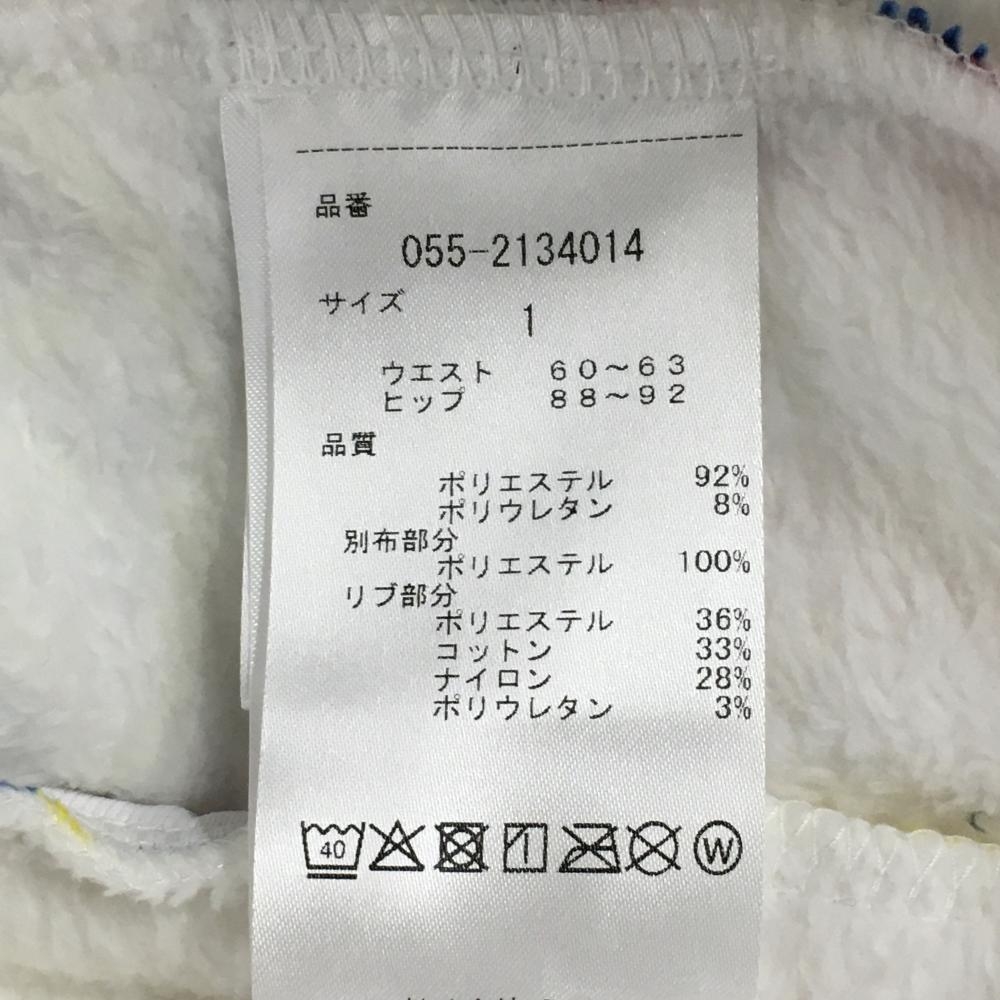 品番
055-2134014
サイズ
1
ウエスト 60～63
ヒップ 88～92
品質
ポリエステル 92%
ポリウレタン 8%
別布部分
ポリエステル 100%
リブ部分
ポリエステル 36%
コットン 33%
ナイロン 28%
ポリウレタン 3%
40 W